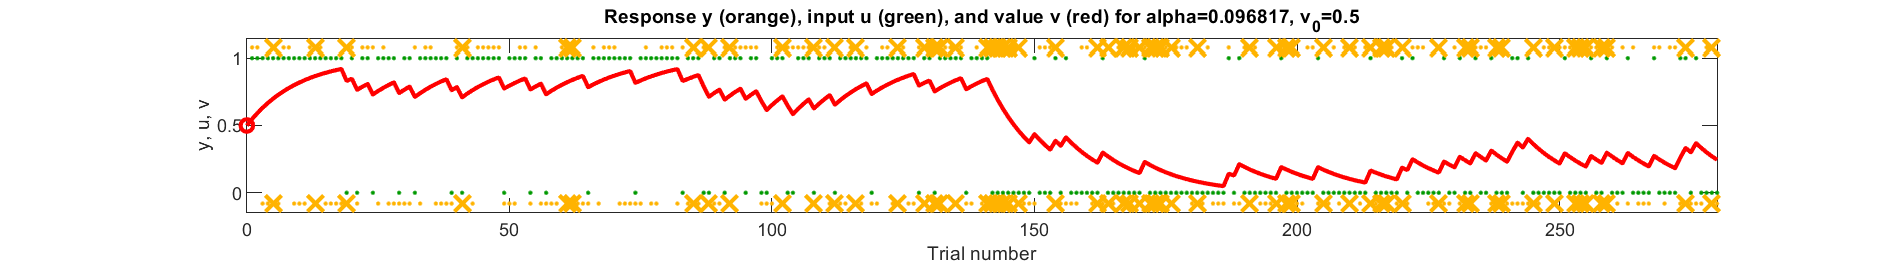 Response y (orange), input u (green), and value v (red) for alpha=0.096817, v0=0.5
y, u, v
1
0.5
0
0 50 100 150 200 250
Trial number